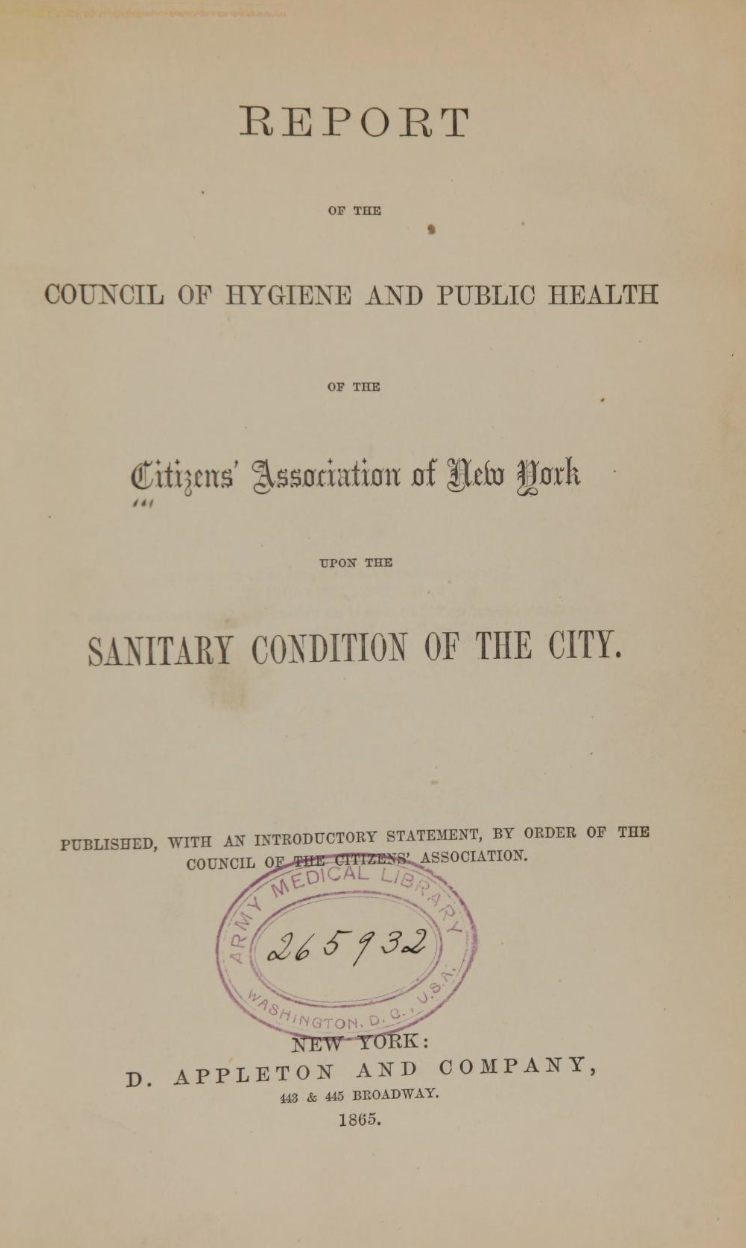 REPORT
OF THE
COUNCIL OF HYGIENE AND PUBLIC HEALTH
OF THE
Citizens' Association of New York
UPON THE
SANITARY CONDITION OF THE CITY.
PUBLISHED, WITH AN INTRODUCTORY STATEMENT, BY ORDER OF THE
COUNCIL OF THE CITIZENS' ASSOCIATION.
ARMY MEDICAL LIBRARY
265932
WASHINGTON, D. C., U.S.A.
NEW YORK:
D. APPLETON AND COMPANY,
443 & 445 BROADWAY.
1865.